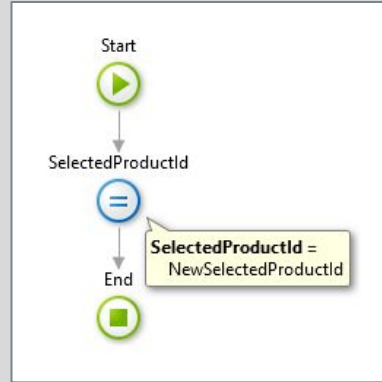 Start
SelectedProductId
SelectedProductId =
NewSelectedProductId
End